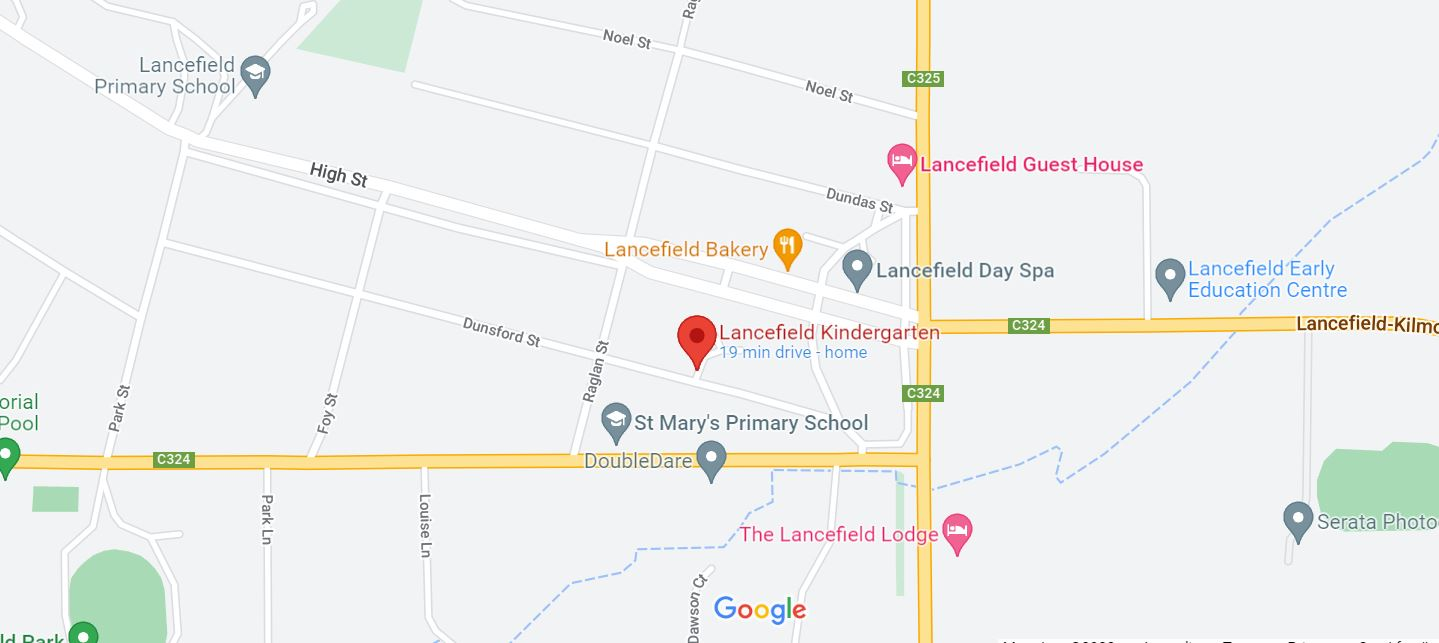 Noel St
Lancefield
Primary School
C325
Noel St
High St
Lancefield Guest House
Dundas St
Lancefield Bakery
Lancefield Day Spa
Lancefield Early
Education Centre
Dunsford St
Lancefield Kindergarten
19 min drive - home
C324
Lancefield-Kilmo
Raglan St
C324
Park St
Foy St
orial
Pool
St Mary's Primary School
C324
DoubleDare
Park Ln
Louise Ln
The Lancefield Lodge
Serata Photo
Dawson Ct
Google
ld Park